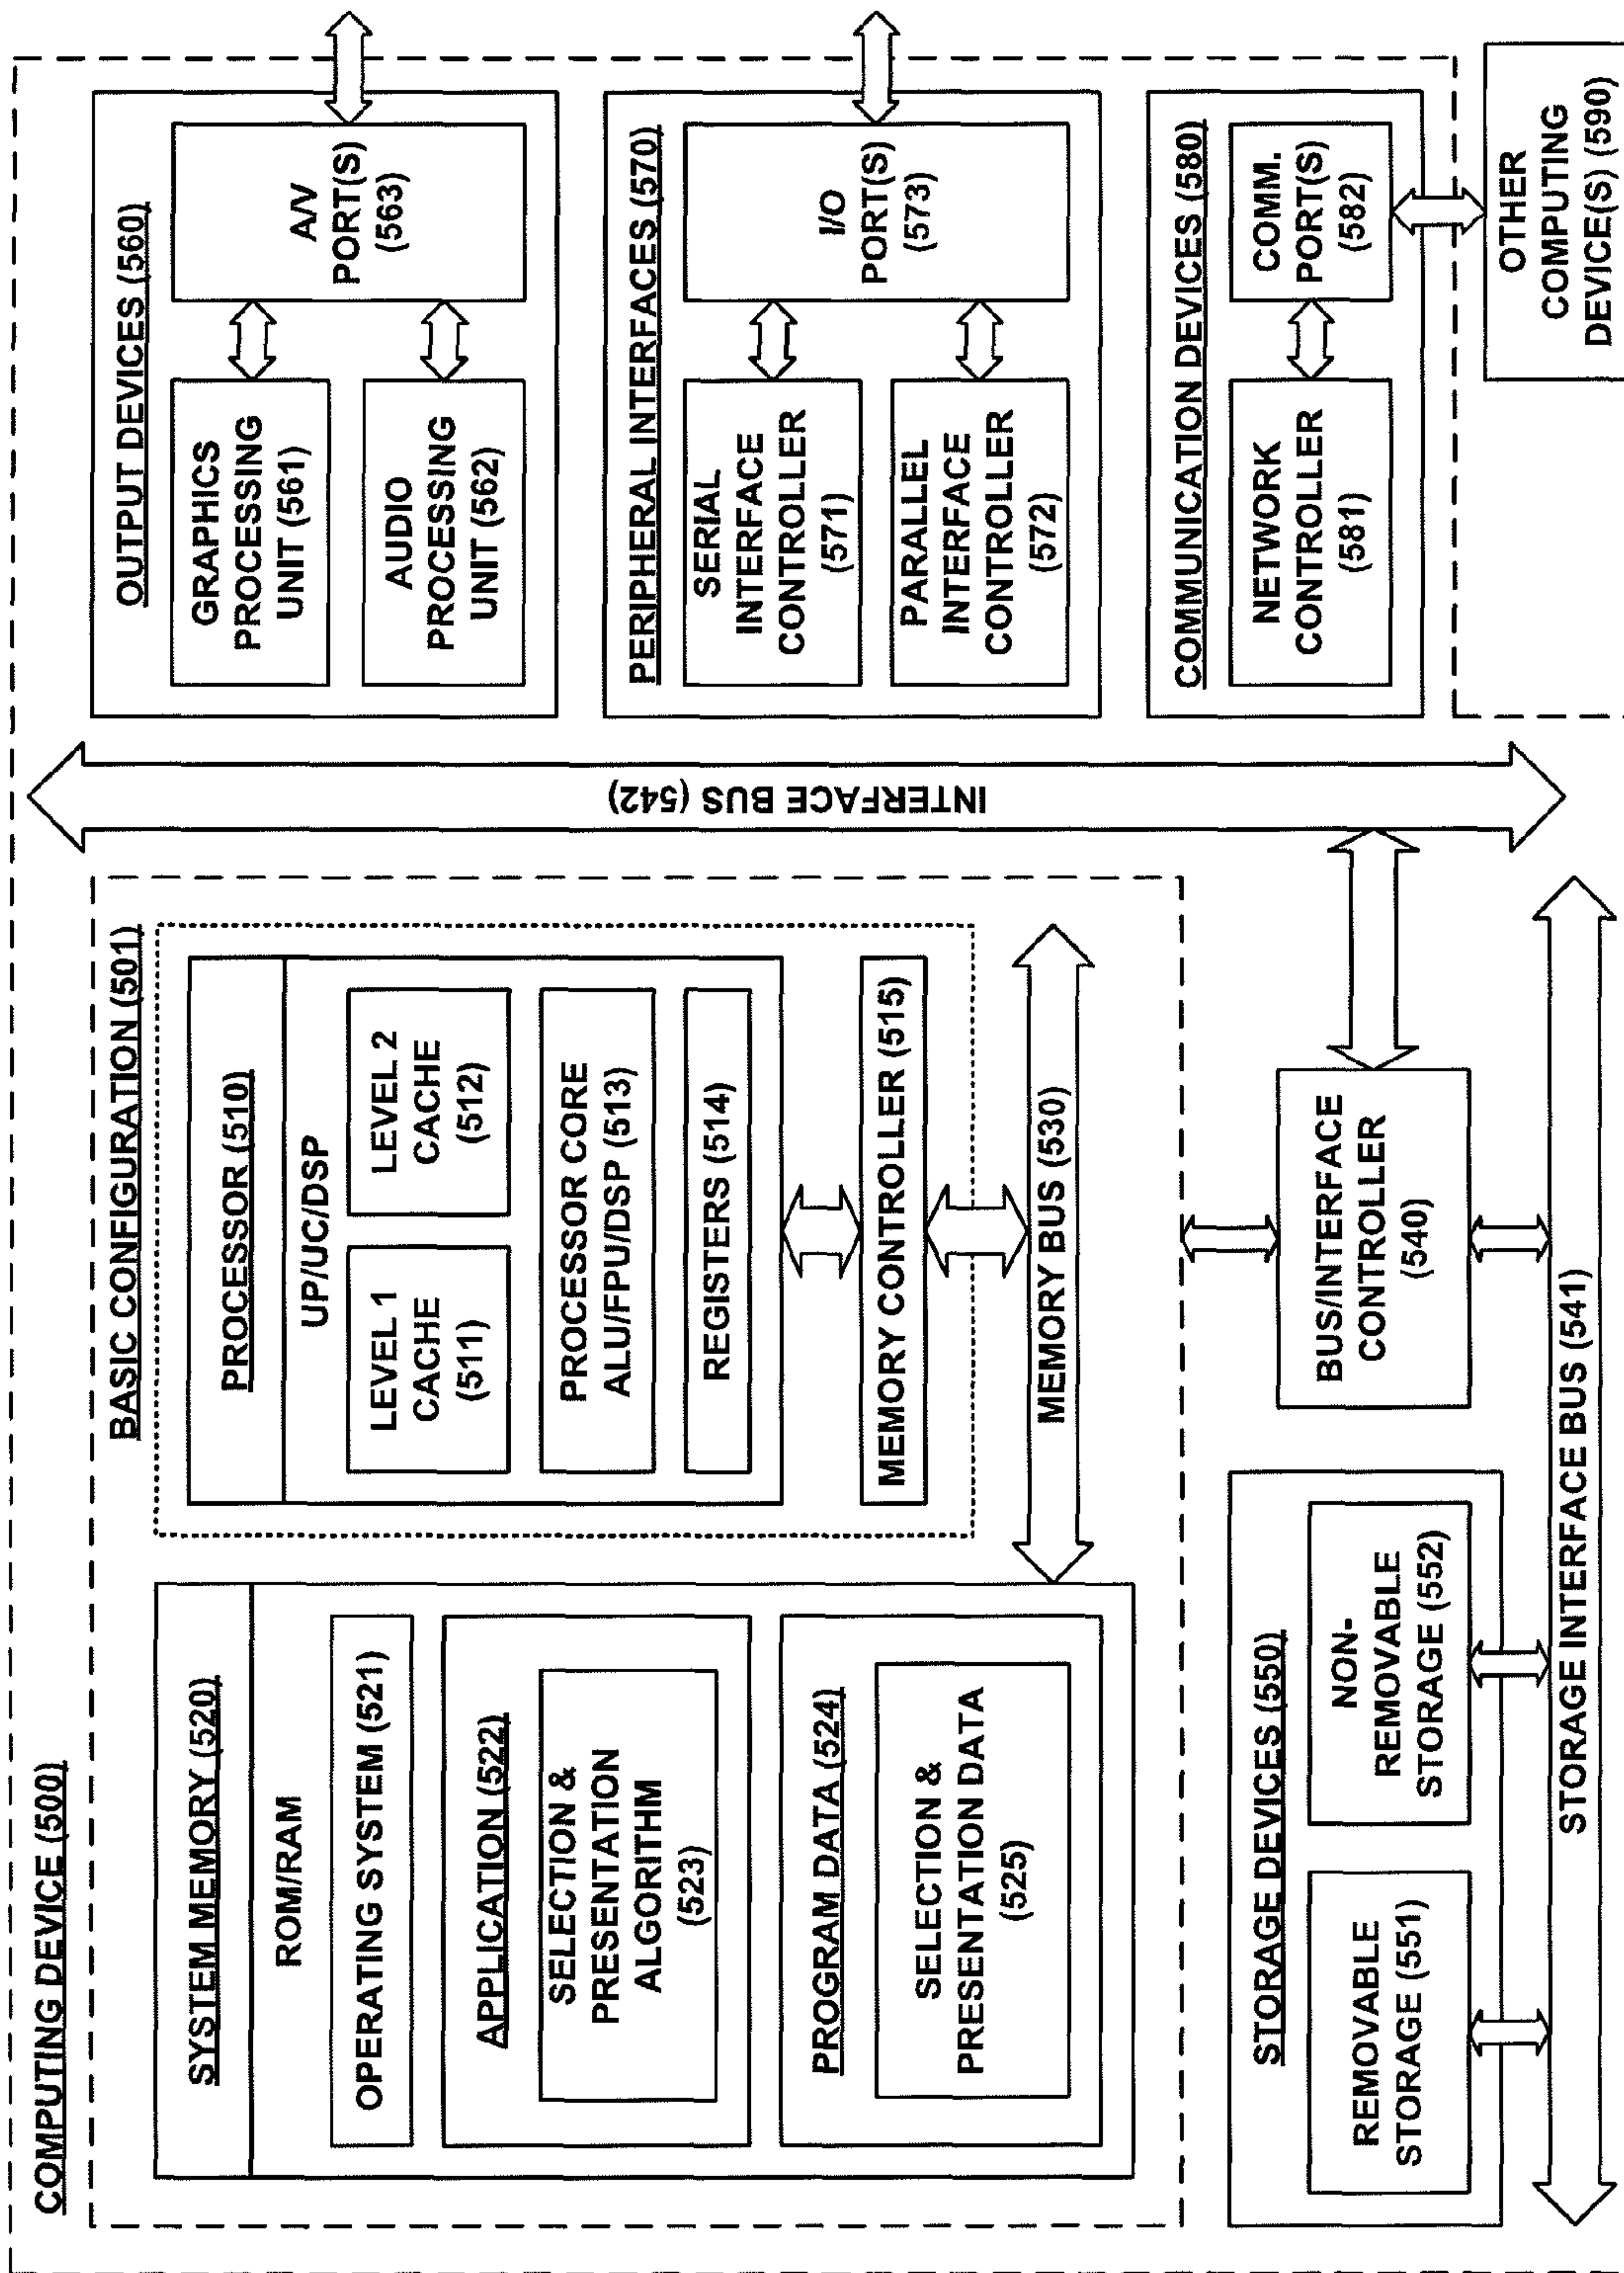 COMPUTING DEVICE (500)
BASIC CONFIGURATION (501)
SYSTEM MEMORY (520)
ROM/RAM
OPERATING SYSTEM (521)
APPLICATION (522)
SELECTION &
PRESENTATION
ALGORITHM
(523)
PROGRAM DATA (524)
SELECTION &
PRESENTATION DATA
(525)
PROCESSOR (510)
UP/UC/DSP
LEVEL 1
CACHE
(511)
LEVEL 2
CACHE
(512)
PROCESSOR CORE
ALU/FPU/DSP (513)
REGISTERS (514)
MEMORY CONTROLLER (515)
MEMORY BUS (530)
BUS/INTERFACE
CONTROLLER
(540)
STORAGE DEVICES (550)
REMOVABLE
STORAGE (551)
NON-
REMOVABLE
STORAGE (552)
STORAGE INTERFACE BUS (541)
INTERFACE BUS (542)
OUTPUT DEVICES (560)
GRAPHICS
PROCESSING
UNIT (561)
AUDIO
PROCESSING
UNIT (562)
A/V
PORT(S)
(563)
PERIPHERAL INTERFACES (570)
SERIAL
INTERFACE
CONTROLLER
(571)
PARALLEL
INTERFACE
CONTROLLER
(572)
I/O
PORT(S)
(573)
COMMUNICATION DEVICES (580)
NETWORK
CONTROLLER
(581)
COMM.
PORT(S)
(582)
OTHER
COMPUTING
DEVICE(S) (590)